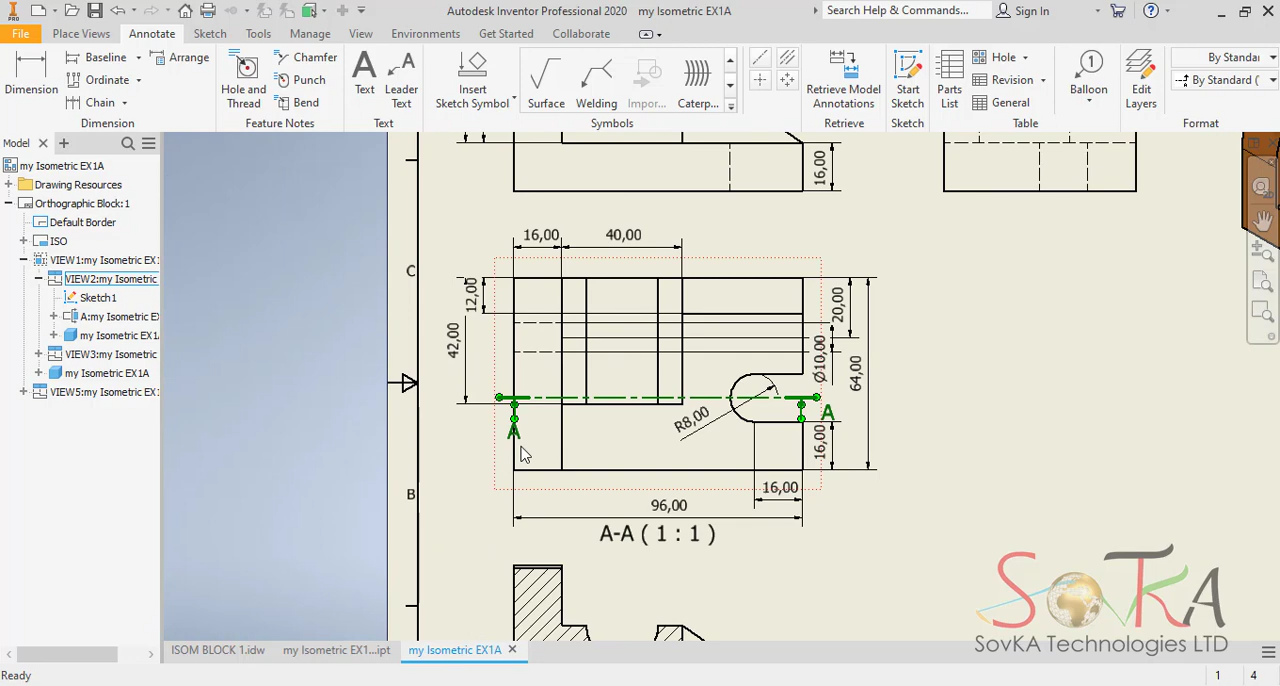 PRO
Autodesk Inventor Professional 2020 my Isometric EX1A
Search Help & Commands...
Sign In
File
Place Views
Annotate
Sketch
Tools
Manage
View
Environments
Get Started
Collaborate
Dimension
Baseline
Ordinate
Chain
Arrange
Dimension
Hole and
Thread
Chamfer
Punch
Bend
Feature Notes
Text
Leader
Text
Text
Insert
Sketch Symbol
Surface
Welding
Impor...
Caterp...
Symbols
Retrieve Model
Annotations
Retrieve
Start
Sketch
Sketch
Parts
List
Hole
Revision
General
Table
Balloon
Edit
Layers
By Standa
By Standard (
Format
Model
my Isometric EX1A
Drawing Resources
Orthographic Block:1
Default Border
ISO
VIEW1:my Isometric EX1
VIEW2:my Isometric
Sketch1
A:my Isometric EX1
my Isometric EX1A
VIEW3:my Isometric
my Isometric EX1A
VIEW5:my Isometric
16,00
16,00
40,00
C
12,00
20,00
42,00
Ø10,00
64,00
R8,00
A
A
16,00
B
16,00
96,00
A-A ( 1 : 1 )
SovKA
SovKA Technologies LTD
ISOM BLOCK 1.idw
my Isometric EX1...ipt
my Isometric EX1A
Ready
1
4